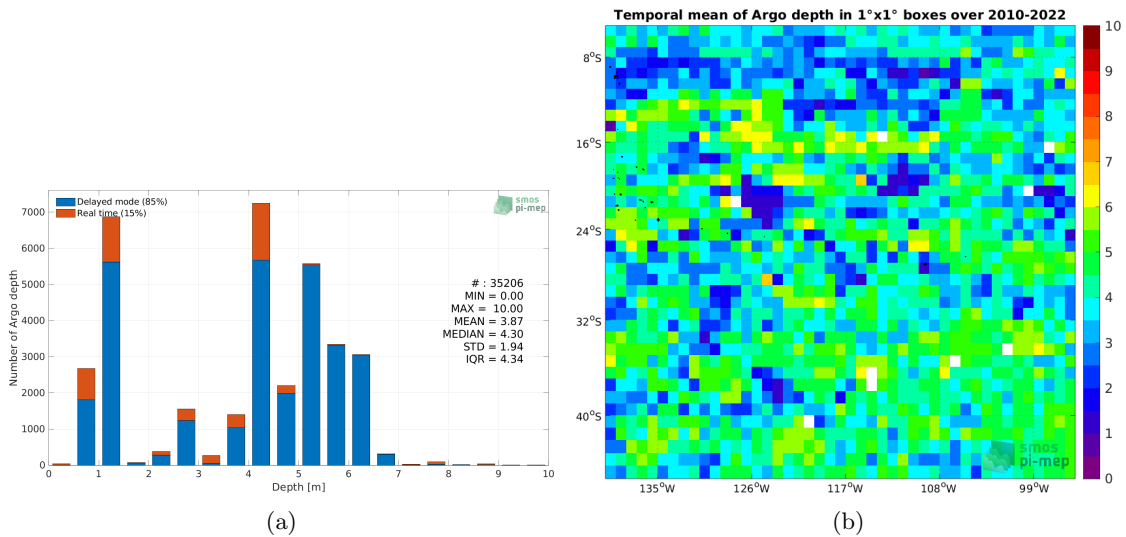 Temporal mean of Argo depth in 1°x1° boxes over 2010-2022
Delayed mode (85%)
Real time (15%)
smos
pi-mep
Number of Argo depth
7000
6000
5000
4000
3000
2000
1000
0
# : 35206
MIN = 0.00
MAX = 10.00
MEAN = 3.87
MEDIAN = 4.30
STD = 1.94
IQR = 4.34
0 1 2 3 4 5 6 7 8 9 10
Depth [m]
(a)
8°S
16°S
24°S
32°S
40°S
135°W 126°W 117°W 108°W 99°W
smos
pi-mep
10
9
8
7
6
5
4
3
2
1
0
(b)